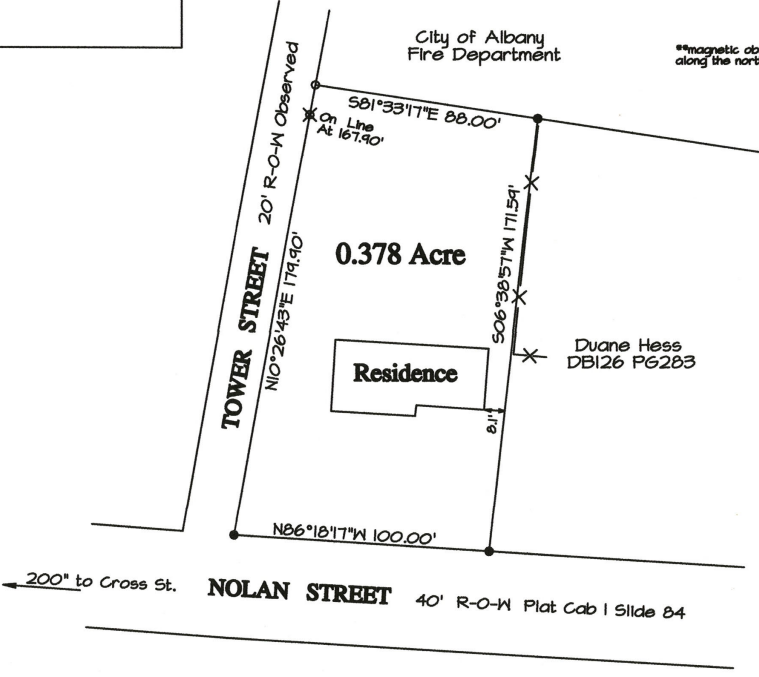 City of Albany
Fire Department
**magnetic ob
along the nort
S81°33'17"E 88.00'
On Line
At 167.90'
20' R-O-W Observed
TOWER STREET
N10°26'43"E 179.90'
0.378 Acre
S06°38'57"W 171.59'
Duane Hess
DB126 PG283
Residence
8.1'
N86°18'17"W 100.00'
200" to Cross St.
NOLAN STREET
40' R-O-W Plat Cab 1 Slide 84